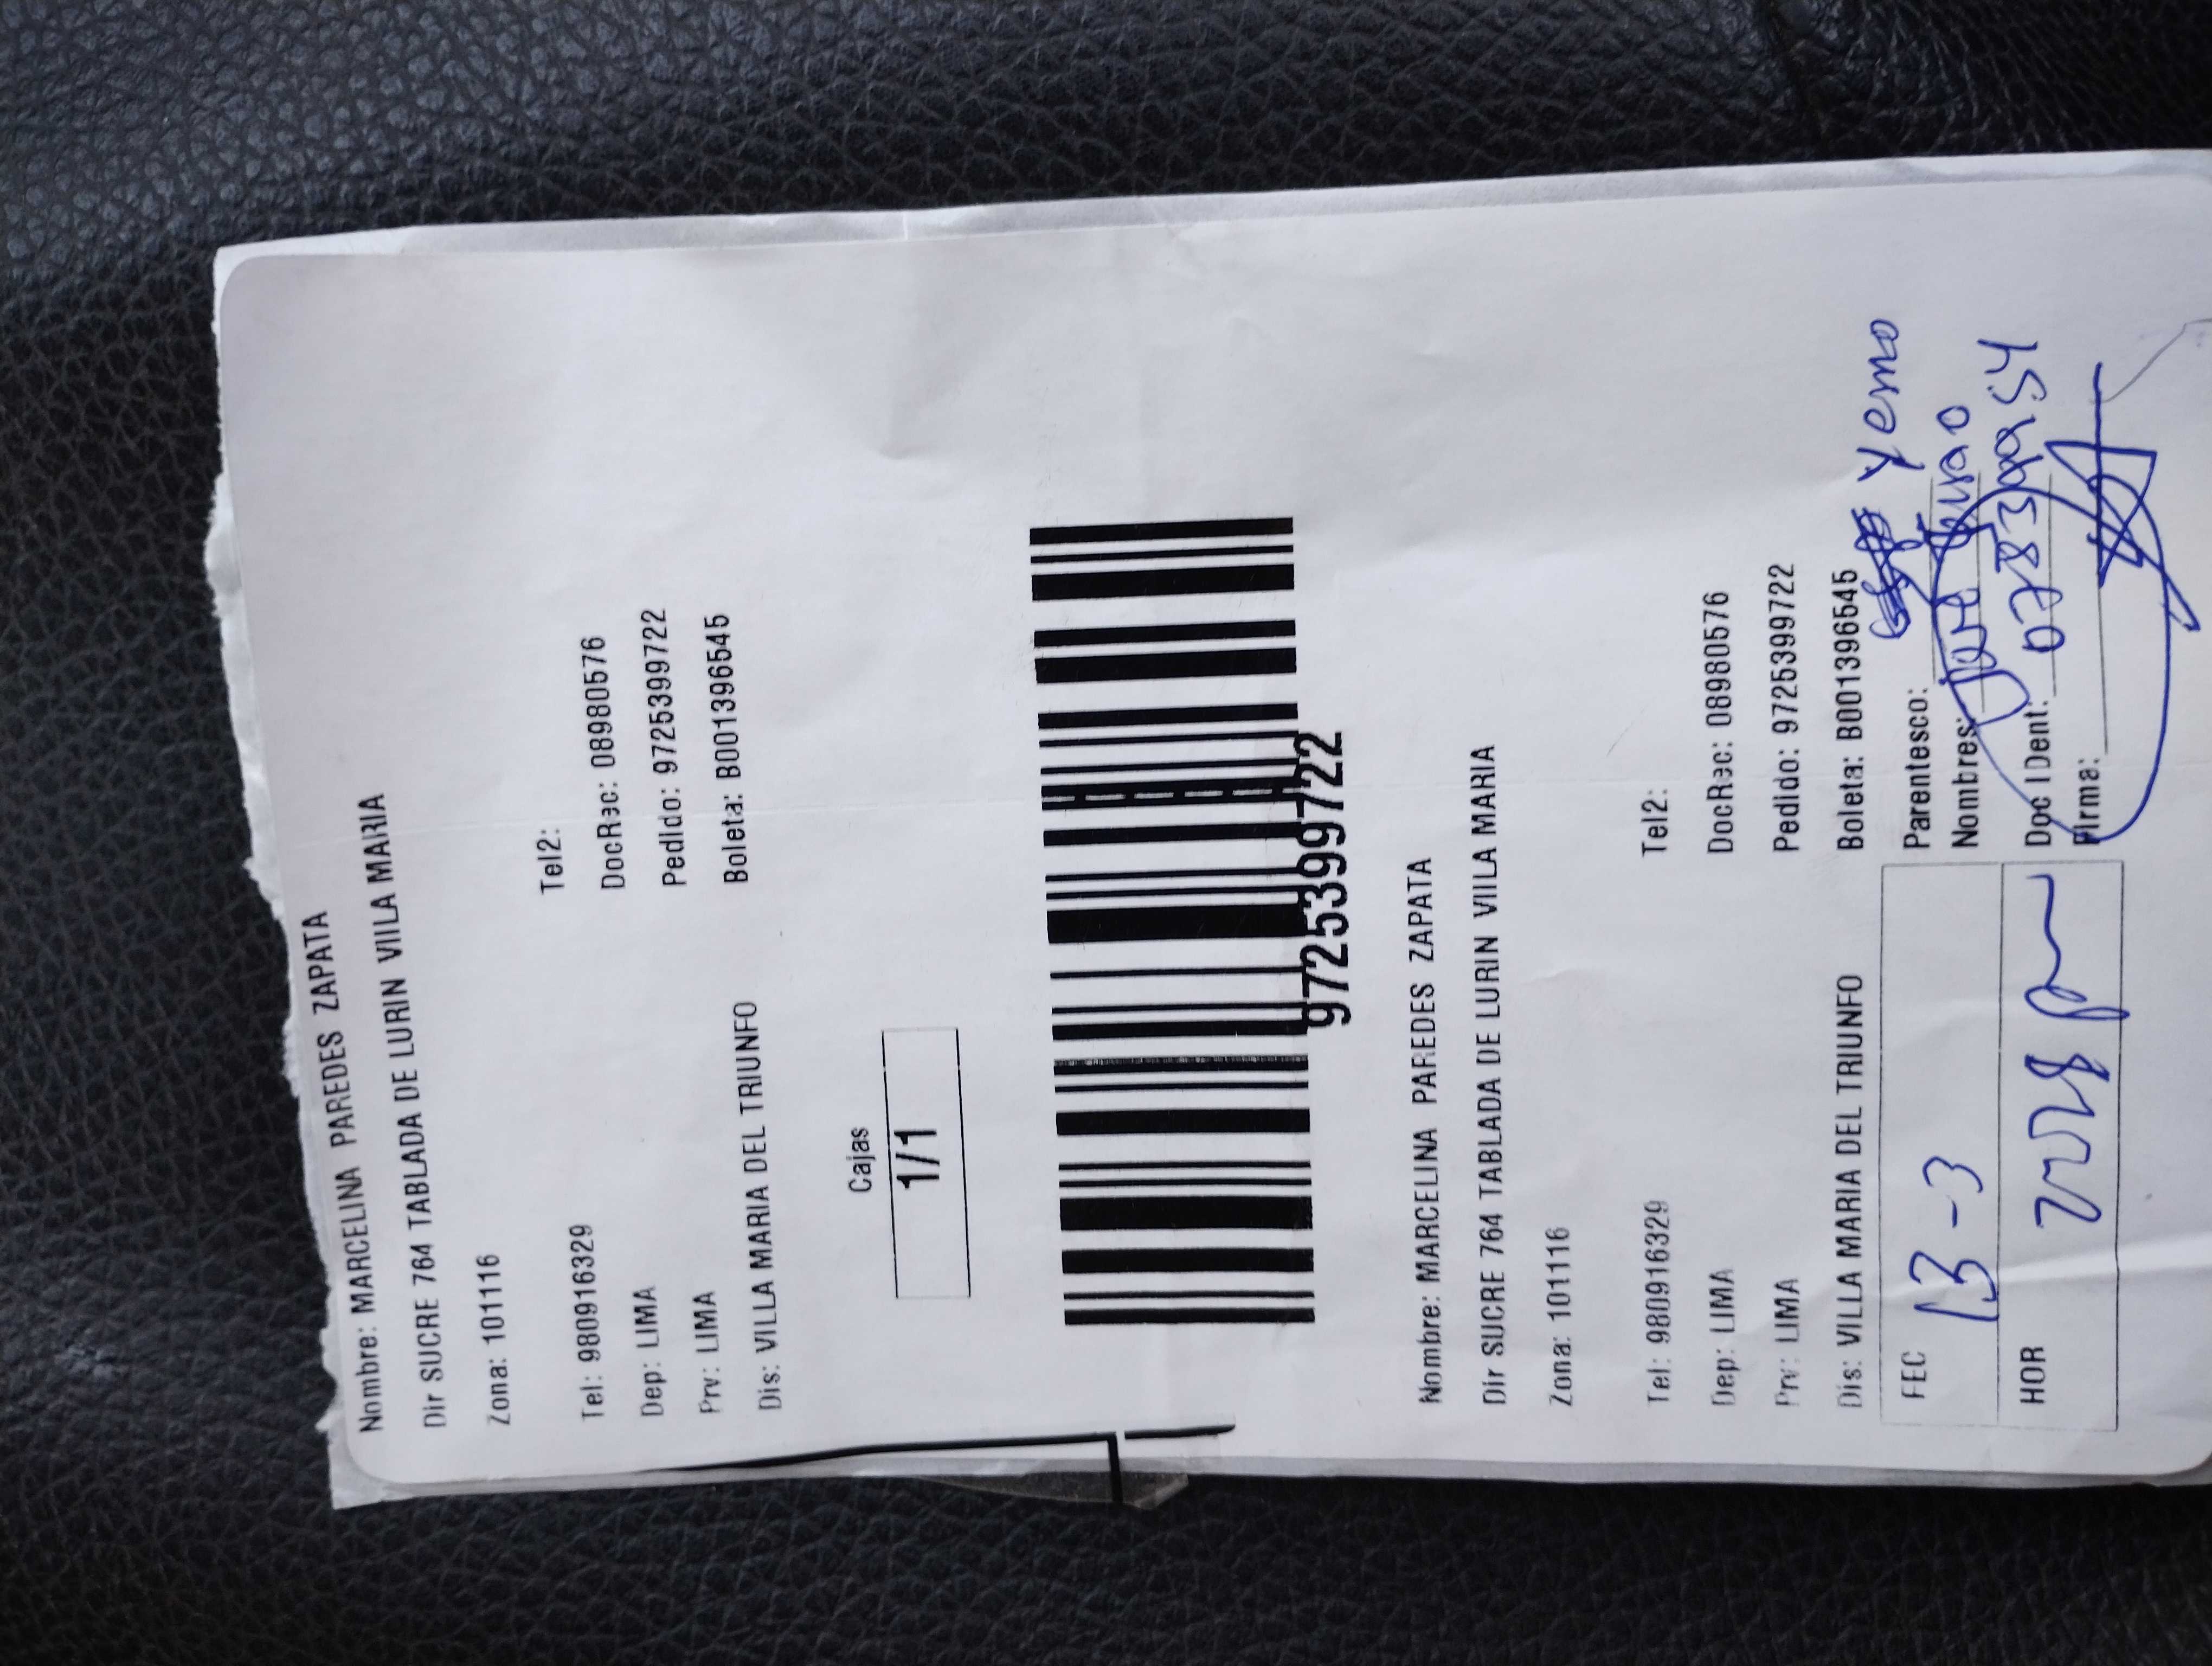 Nombre: MARCELINA PAREDES ZAPATA
Dir SUCRE 764 TABLADA DE LURIN VIILA MARIA
Zona: 101116
Tel: 980916329 Tel2:
Dep: LIMA DocRec: 08980576
Prv: LIMA PedIdo: 9725399722
Dis: VILLA MARIA DEL TRIUNFO Boleta: B001396545
Cajas
1/1
9725399722
Nombre: MARCELINA PAREDES ZAPATA
Dir SUCRE 764 TABLADA DE LURIN VIILA MARIA
Zona: 101116
Tel: 980916329 Tel2:
Dep: LIMA DocRec: 08980576
Prv: LIMA PedIdo: 9725399722
Dis: VILLA MARIA DEL TRIUNFO Boleta: B001396545
FEC 13-3 Parentesco: Yerno
Nombres: José
HOR Doc IDent:
Firma: